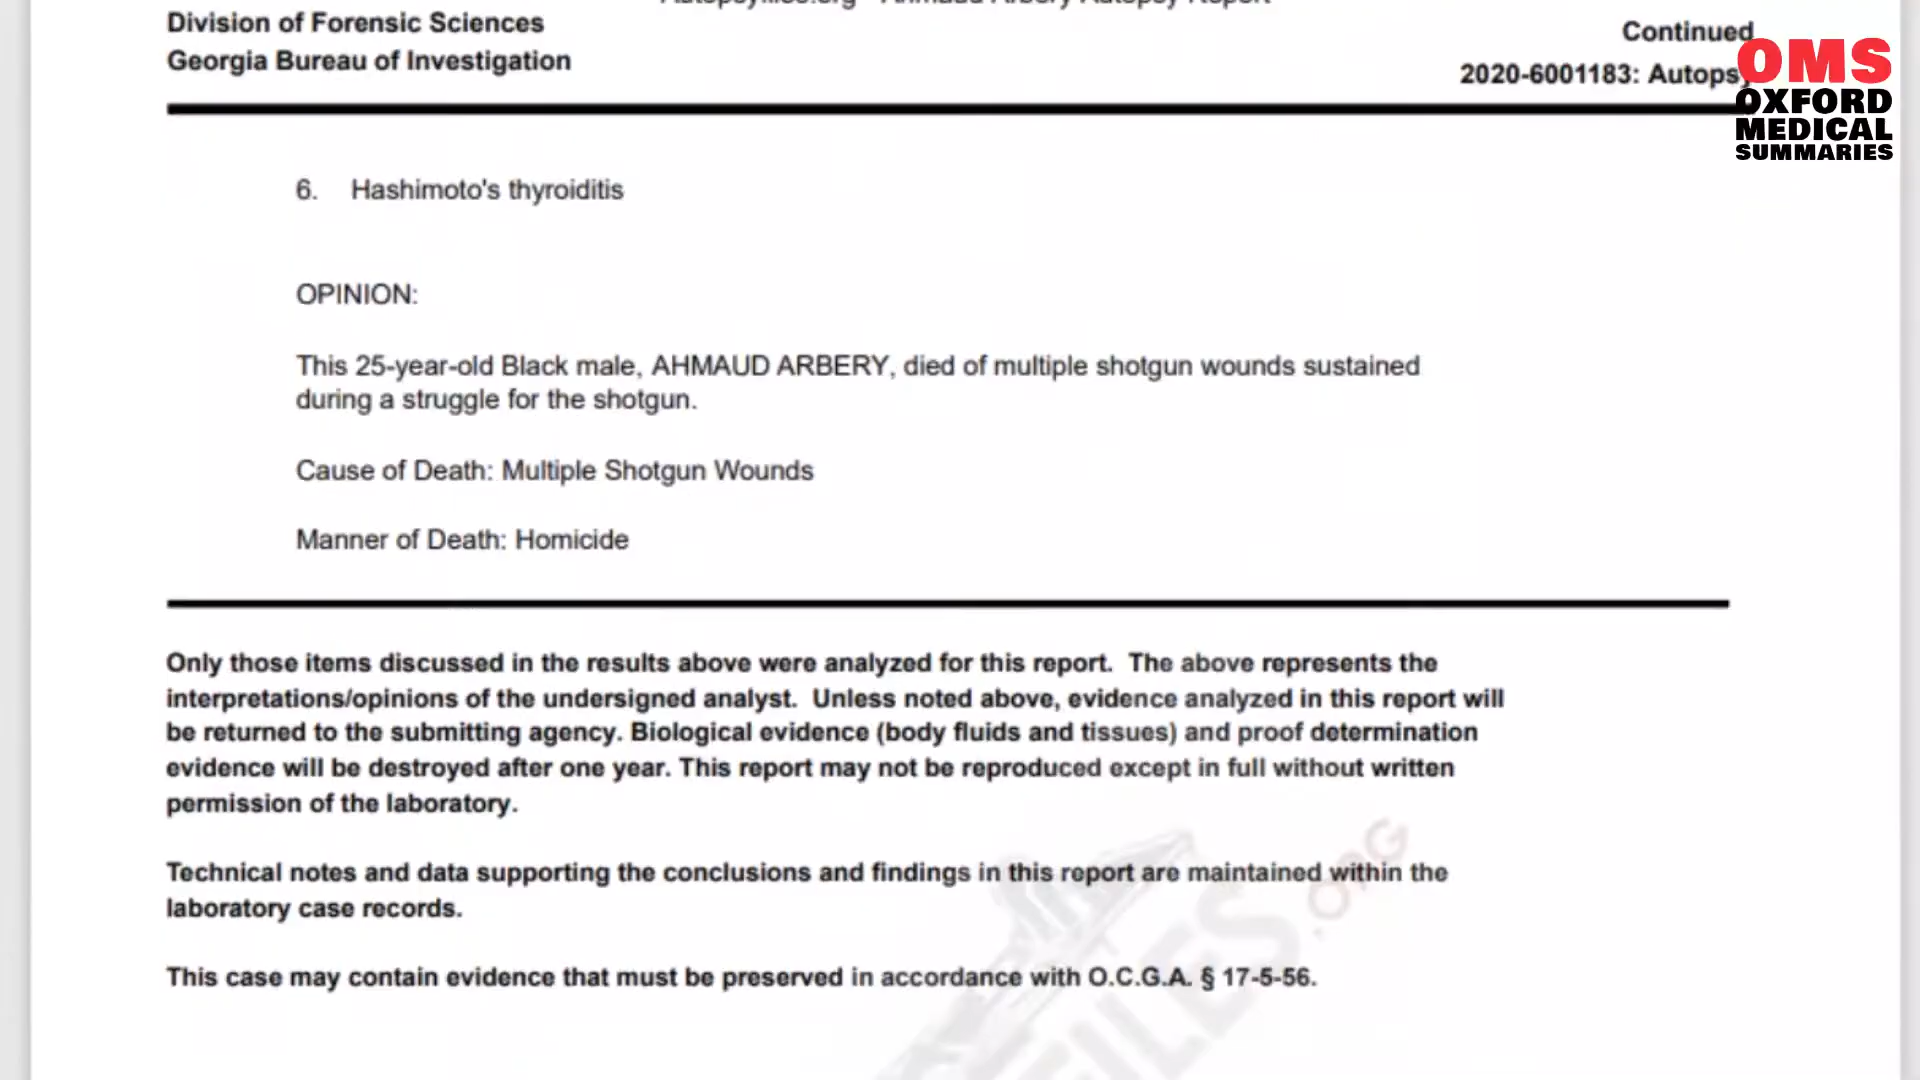 Autopsyfiles.org - Ahmaud Arbery Autopsy Report
Division of Forensic Sciences
Georgia Bureau of Investigation
Continued
2020-6001183: Autopsy
OMS
OXFORD
MEDICAL
SUMMARIES
6. Hashimoto's thyroiditis
OPINION:
This 25-year-old Black male, AHMAUD ARBERY, died of multiple shotgun wounds sustained
during a struggle for the shotgun.
Cause of Death: Multiple Shotgun Wounds
Manner of Death: Homicide
Only those items discussed in the results above were analyzed for this report. The above represents the
interpretations/opinions of the undersigned analyst. Unless noted above, evidence analyzed in this report will
be returned to the submitting agency. Biological evidence (body fluids and tissues) and proof determination
evidence will be destroyed after one year. This report may not be reproduced except in full without written
permission of the laboratory.
Technical notes and data supporting the conclusions and findings in this report are maintained within the
laboratory case records.
This case may contain evidence that must be preserved in accordance with O.C.G.A. § 17-5-56.
FILES.ORG